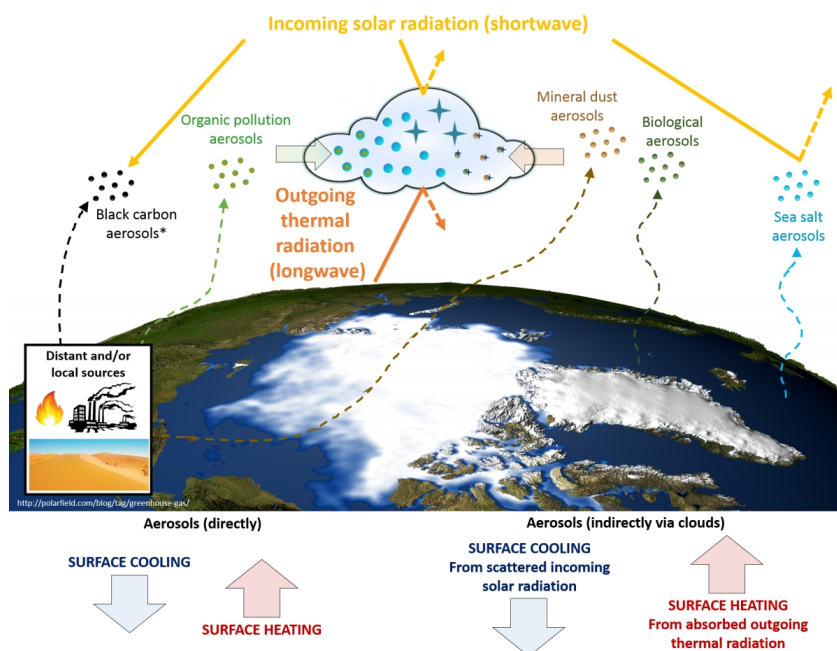 Incoming solar radiation (shortwave)
Organic pollution
aerosols
Mineral dust
aerosols
Biological
aerosols
Black carbon
aerosols*
Outgoing
thermal
radiation
(longwave)
Sea salt
aerosols
Distant and/or
local sources
http://polarfield.com/blog/tag/greenhouse-gas/
Aerosols (directly)
Aerosols (indirectly via clouds)
SURFACE COOLING
SURFACE HEATING
SURFACE COOLING
From scattered incoming
solar radiation
SURFACE HEATING
From absorbed outgoing
thermal radiation